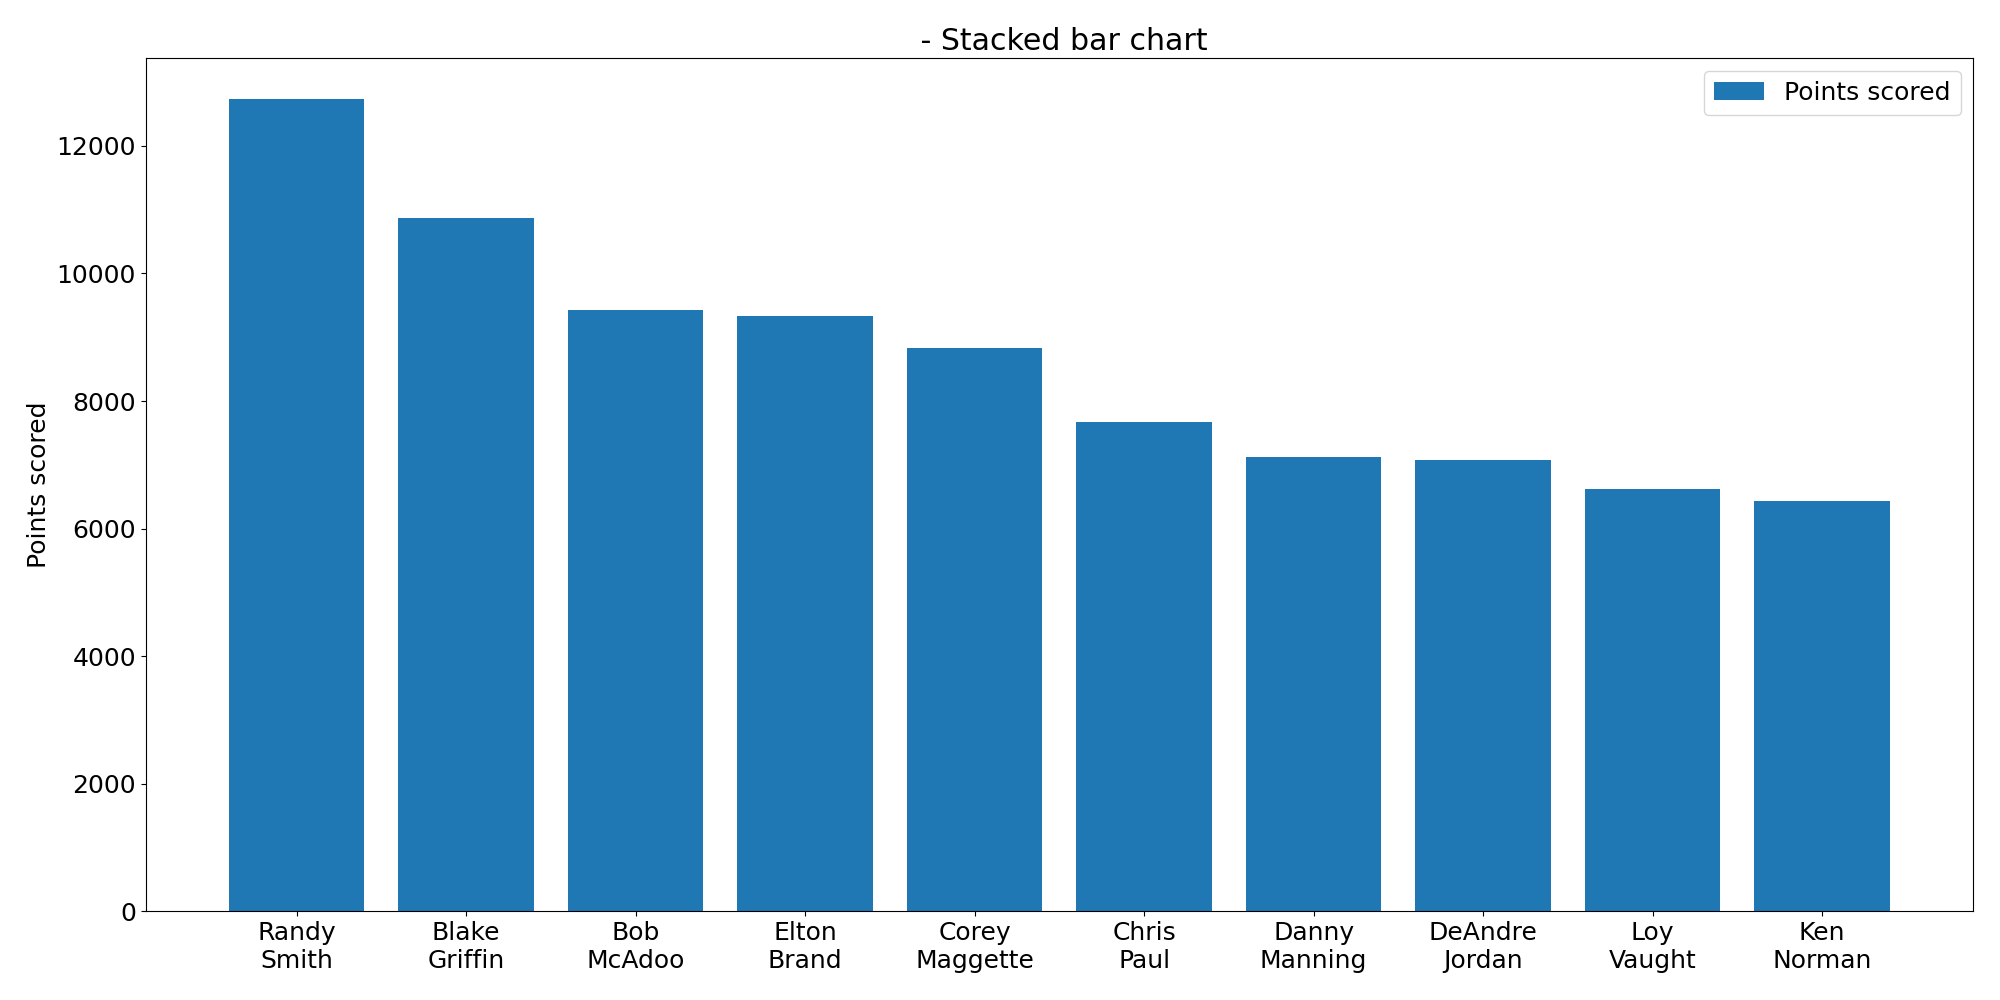 - Stacked bar chart
Points scored
12000
10000
8000
6000
4000
2000
0
Points scored
Randy
Smith
Blake
Griffin
Bob
McAdoo
Elton
Brand
Corey
Maggette
Chris
Paul
Danny
Manning
DeAndre
Jordan
Loy
Vaught
Ken
Norman